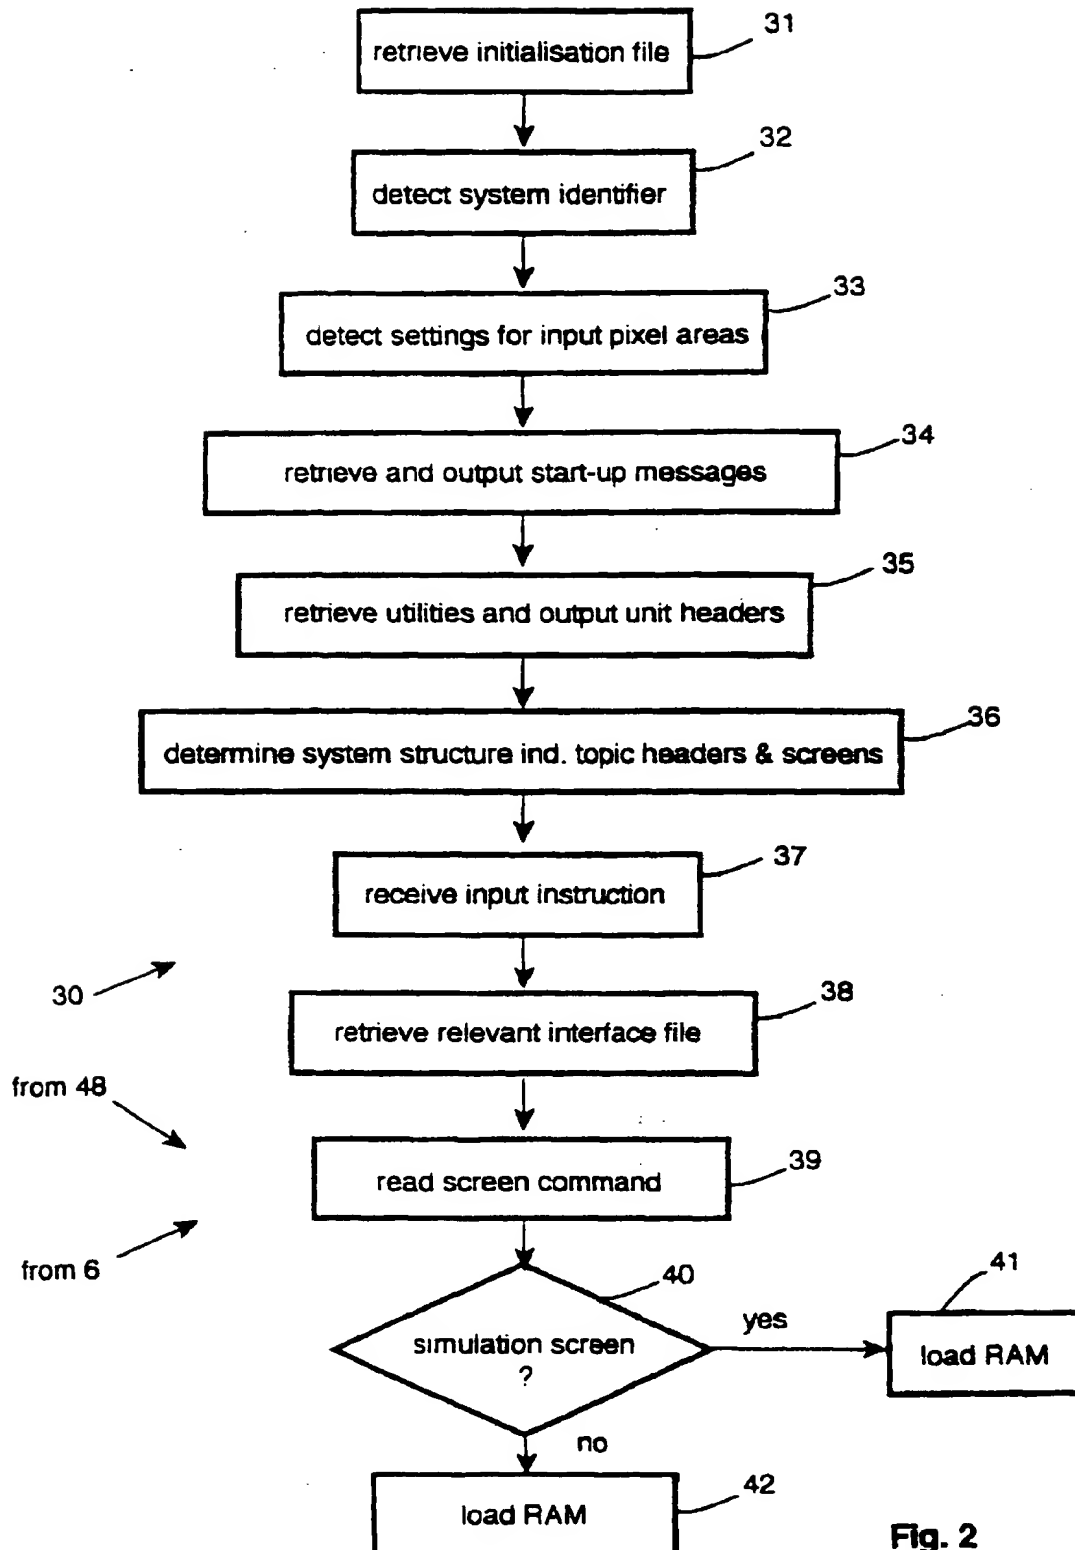 31
retrieve initialisation file
32
detect system identifier
33
detect settings for input pixel areas
34
retrieve and output start-up messages
35
retrieve utilities and output unit headers
36
determine system structure ind. topic headers & screens
37
receive input instruction
30
38
retrieve relevant interface file
from 48
39
read screen command
from 6
40
simulation screen
?
yes
41
load RAM
no
42
load RAM
Fig. 2